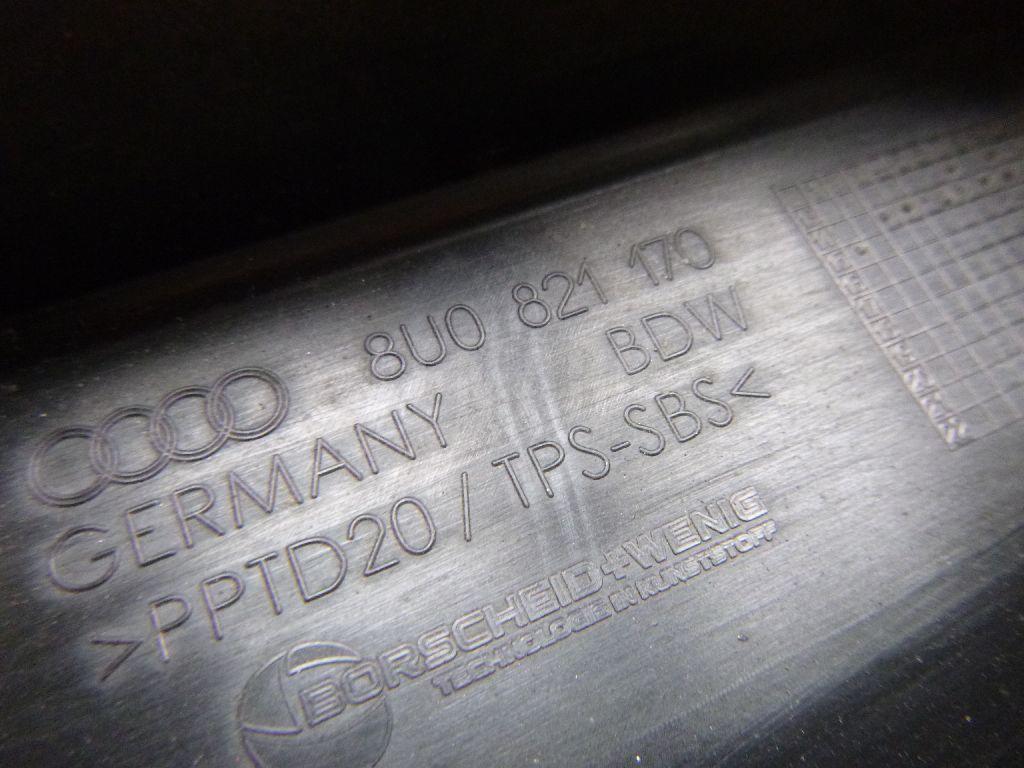 8U0 821 170
GERMANY BDW
>PPTD20 / TPS-SBS<
BORSCHEID+WENIG
TECHNOLOGIE IN KUNSTSTOFF